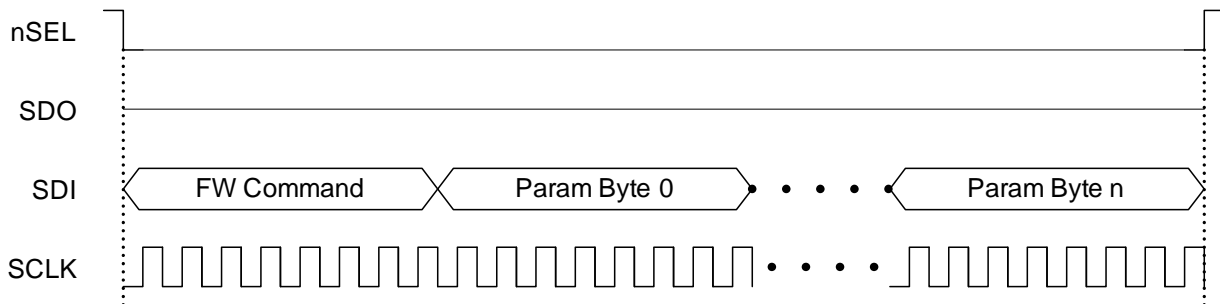 nSEL
SDO
SDI FW Command Param Byte 0 Param Byte n
SCLK